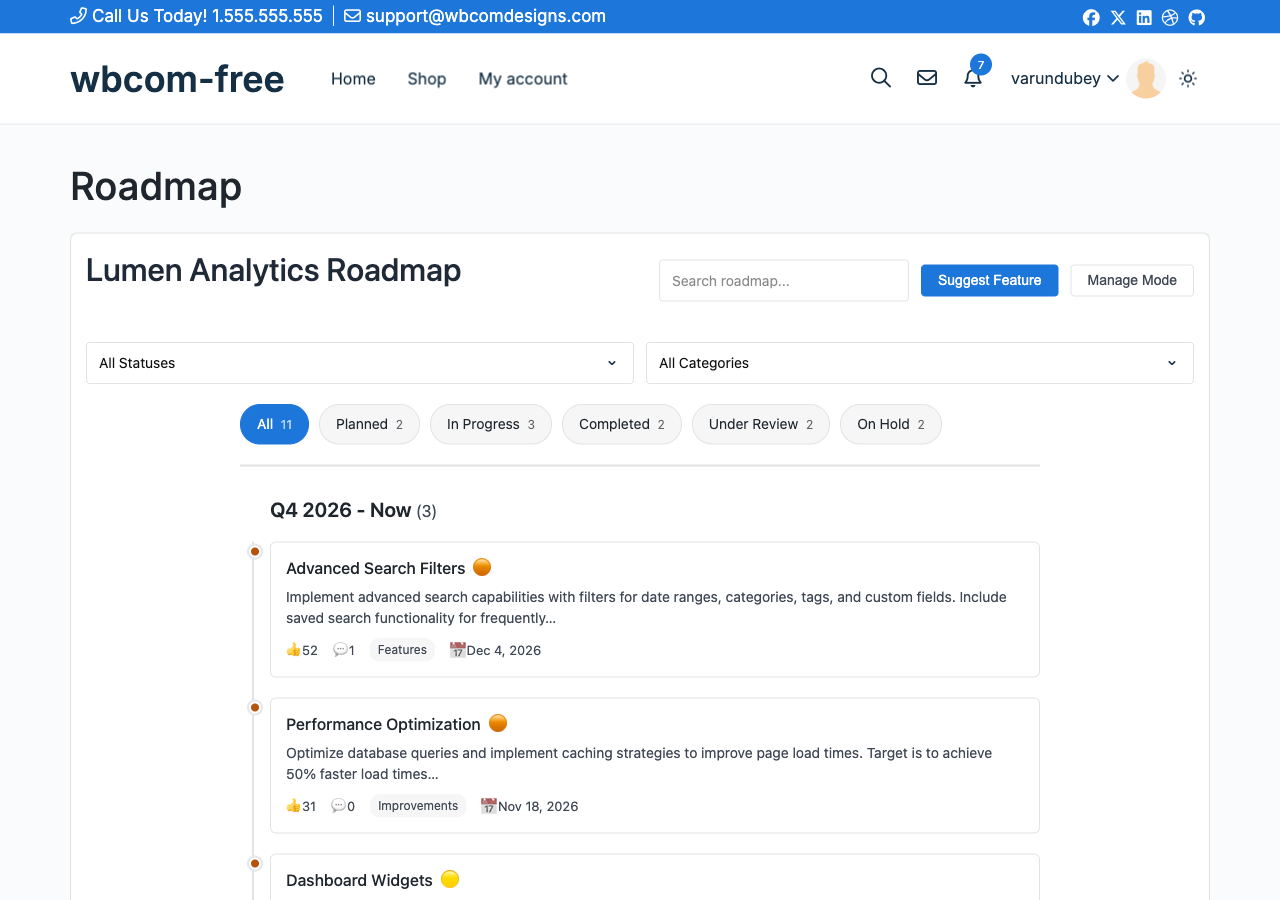 Call Us Today! 1.555.555.555 support@wbcomdesigns.com
wbcom-free Home Shop My account 7 varundubey
Roadmap
Lumen Analytics Roadmap Search roadmap... Suggest Feature Manage Mode
All Statuses All Categories
All 11 Planned 2 In Progress 3 Completed 2 Under Review 2 On Hold 2
Q4 2026 - Now (3)
Advanced Search Filters
Implement advanced search capabilities with filters for date ranges, categories, tags, and custom fields. Include
saved search functionality for frequently...
👍52 💬1 Features 📅Dec 4, 2026
Performance Optimization
Optimize database queries and implement caching strategies to improve page load times. Target is to achieve
50% faster load times...
👍31 💬0 Improvements 📅Nov 18, 2026
Dashboard Widgets